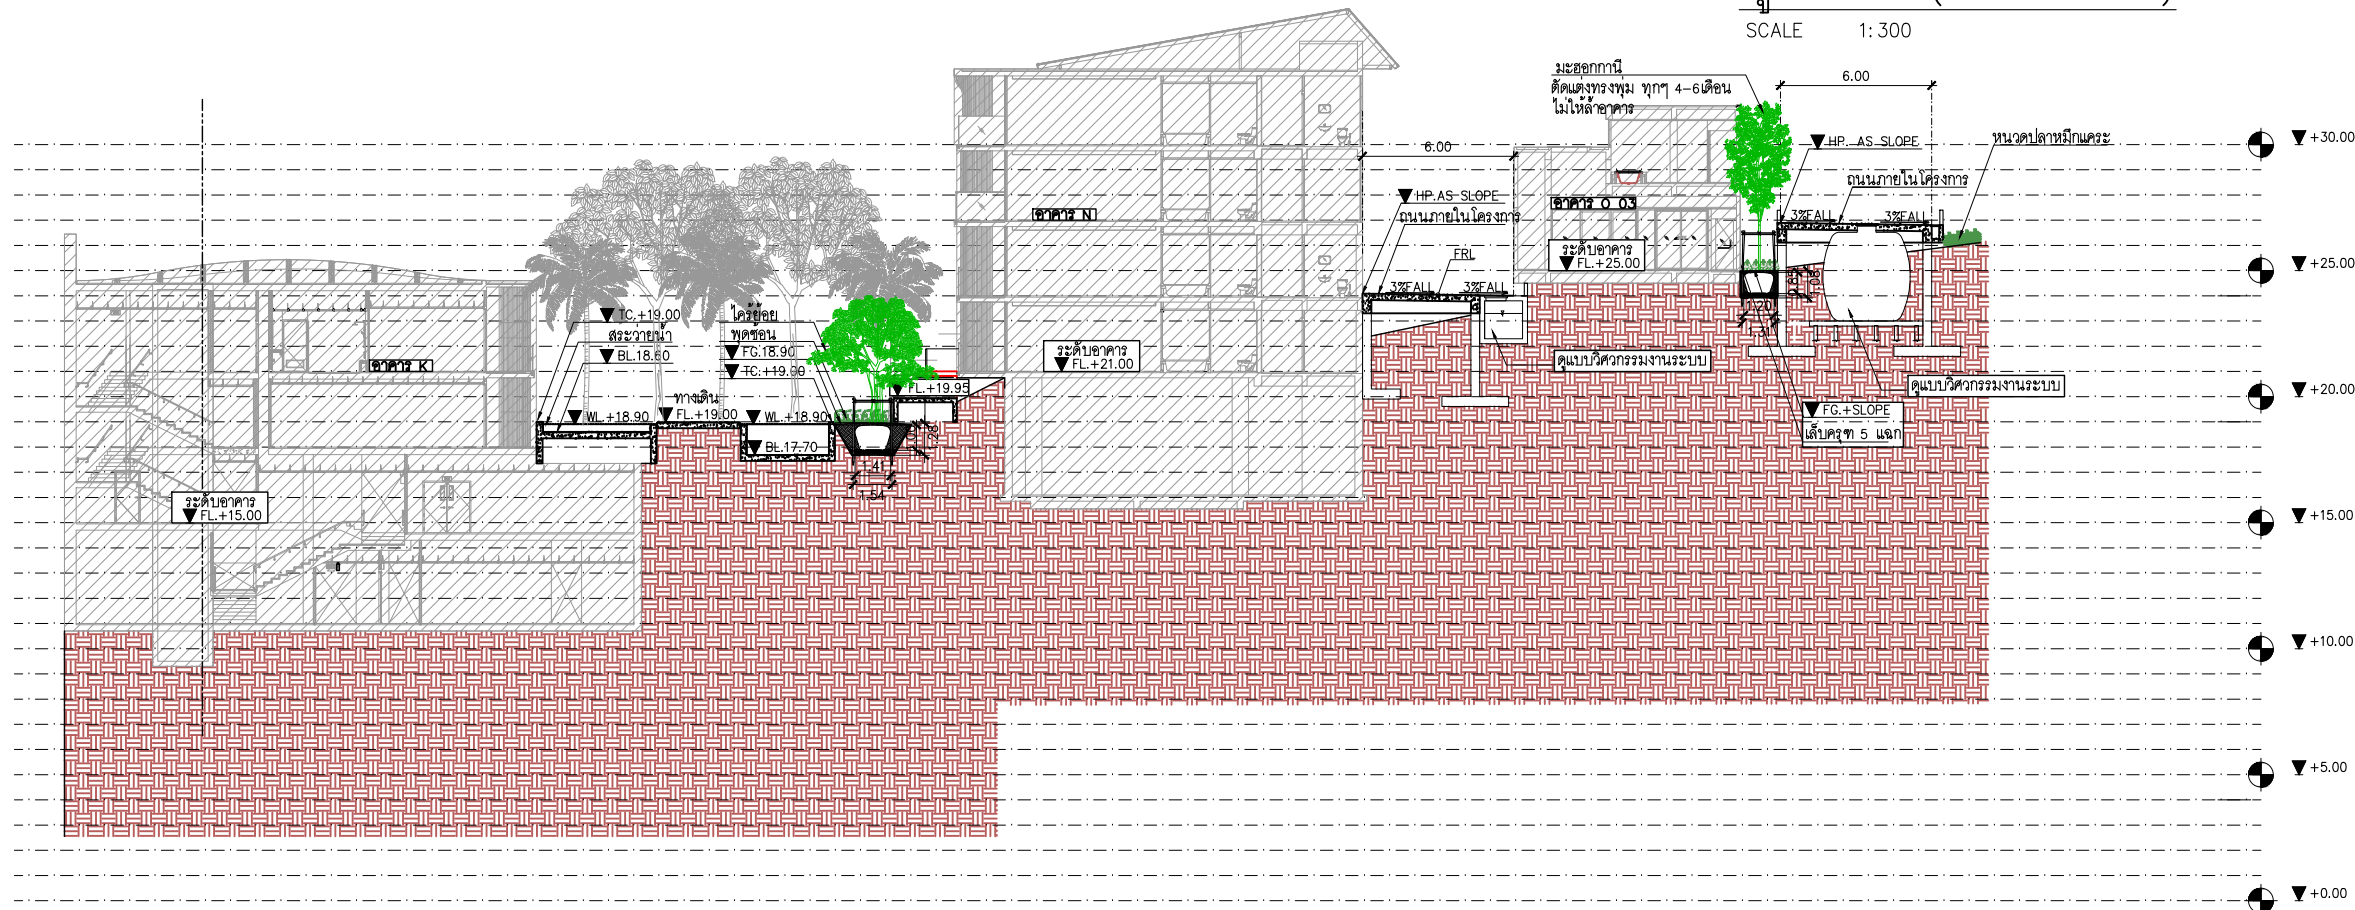 SCALE 1:300
มะฮอกกานี
ตัดแต่งทรงพุ่ม ทุกๆ 4-6เดือน
ไม่ให้ล้ำอาคาร
6.00
6.00
+30.00
HP. AS SLOPE
หนวดปลาหมึกแคระ
ถนนภายในโครงการ
HP.AS SLOPE
ถนนภายในโครงการ
อาคาร N
อาคาร O 03
3%FALL
3%FALL
ระดับอาคาร
FL.+25.00
FRL
+25.00
3%FALL
3%FALL
0.85
1.08
1.20
1.31
TC.+19.00
ไคร้ย้อย
สระว่ายน้ำ
พุดซ้อน
BL.18.60
FG.18.90
TC.+19.00
อาคาร K
ระดับอาคาร
FL.+21.00
ดูแบบวิศวกรรมงานระบบ
ดูแบบวิศวกรรมงานระบบ
FL.+19.95
+20.00
ทางเดิน
WL.+18.90
FL.+19.00
WL.+18.90
FG.+SLOPE
เล็บครุฑ 5 แฉก
BL.17.70
1.28
1.41
1.54
ระดับอาคาร
FL.+15.00
+15.00
+10.00
+5.00
+0.00